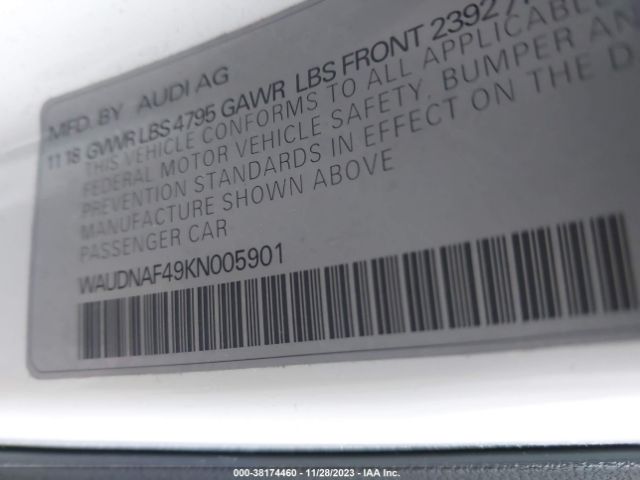 MFD. BY AUDI AG
11 18 GVWR LBS 4795 GAWR LBS FRONT 2392
THIS VEHICLE CONFORMS TO ALL APPLICABLE
FEDERAL MOTOR VEHICLE SAFETY, BUMPER AND
PREVENTION STANDARDS IN EFFECT ON THE D
MANUFACTURE SHOWN ABOVE
PASSENGER CAR
WAUDNAF49KN005901
000-38174460 - 11/28/2023 - IAA Inc.